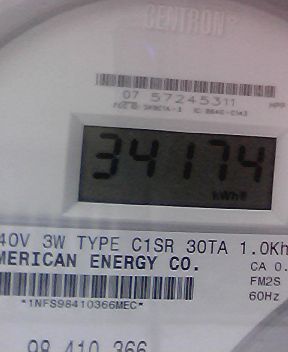 CENTRON®
07 57245311
34174
kWh
40V 3W TYPE C1SR 30TA 1.0Kh
MERICAN ENERGY CO.
CA 0.
FM2S
60Hz
*1NFS98410366MEC*
98 410 366